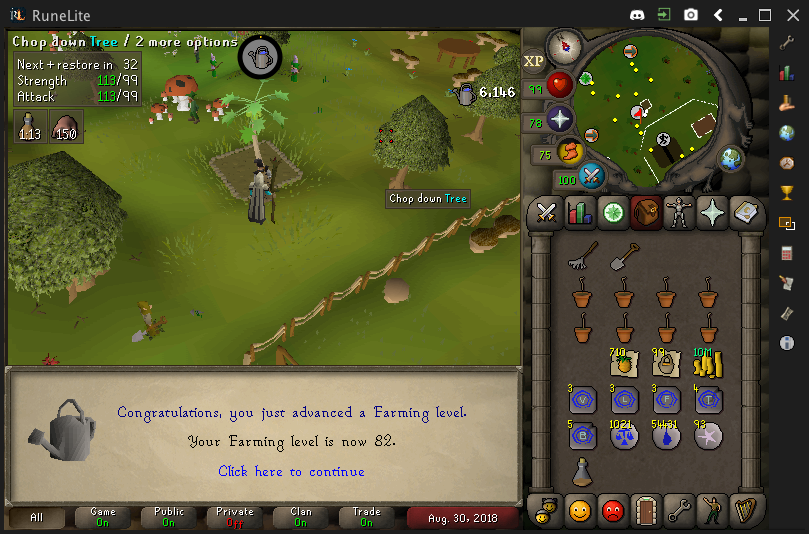 RuneLite
Chop down Tree / 2 more options
Next + restore in 32
Strength 113/99
Attack 113/99
1:13 150
6,146
Chop down Tree
XP
99
78
75
100
710 99 10M
3 3 3 4
V L F T
5 1021 54431 93
B
Congratulations, you just advanced a Farming level.
Your Farming level is now 82.
Click here to continue
All
Game
On
Public
On
Private
Off
Clan
On
Trade
On
Aug. 30, 2018